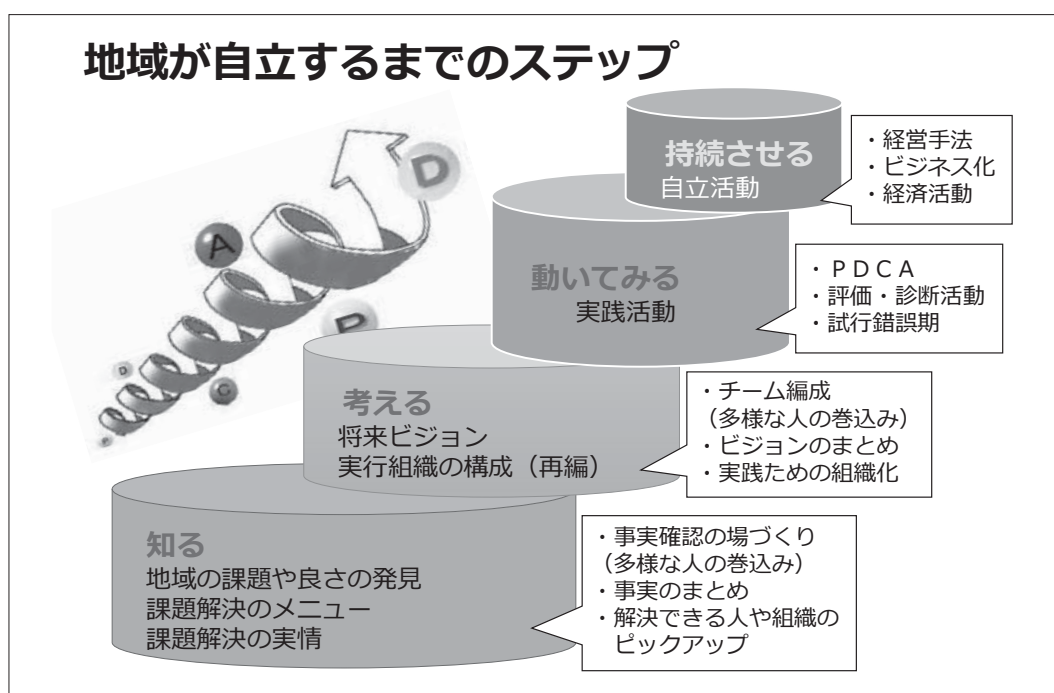 地域が自立するまでのステップ
持続させる
自立活動
・経営手法
・ビジネス化
・経済活動
動いてみる
実践活動
・ＰＤＣＡ
・評価・診断活動
・試行錯誤期
考える
将来ビジョン
実行組織の構成（再編）
・チーム編成
（多様な人の巻込み）
・ビジョンのまとめ
・実践ための組織化
知る
地域の課題や良さの発見
課題解決のメニュー
課題解決の実情
・事実確認の場づくり
（多様な人の巻込み）
・事実のまとめ
・解決できる人や組織の
ピックアップ
D
A
D
C